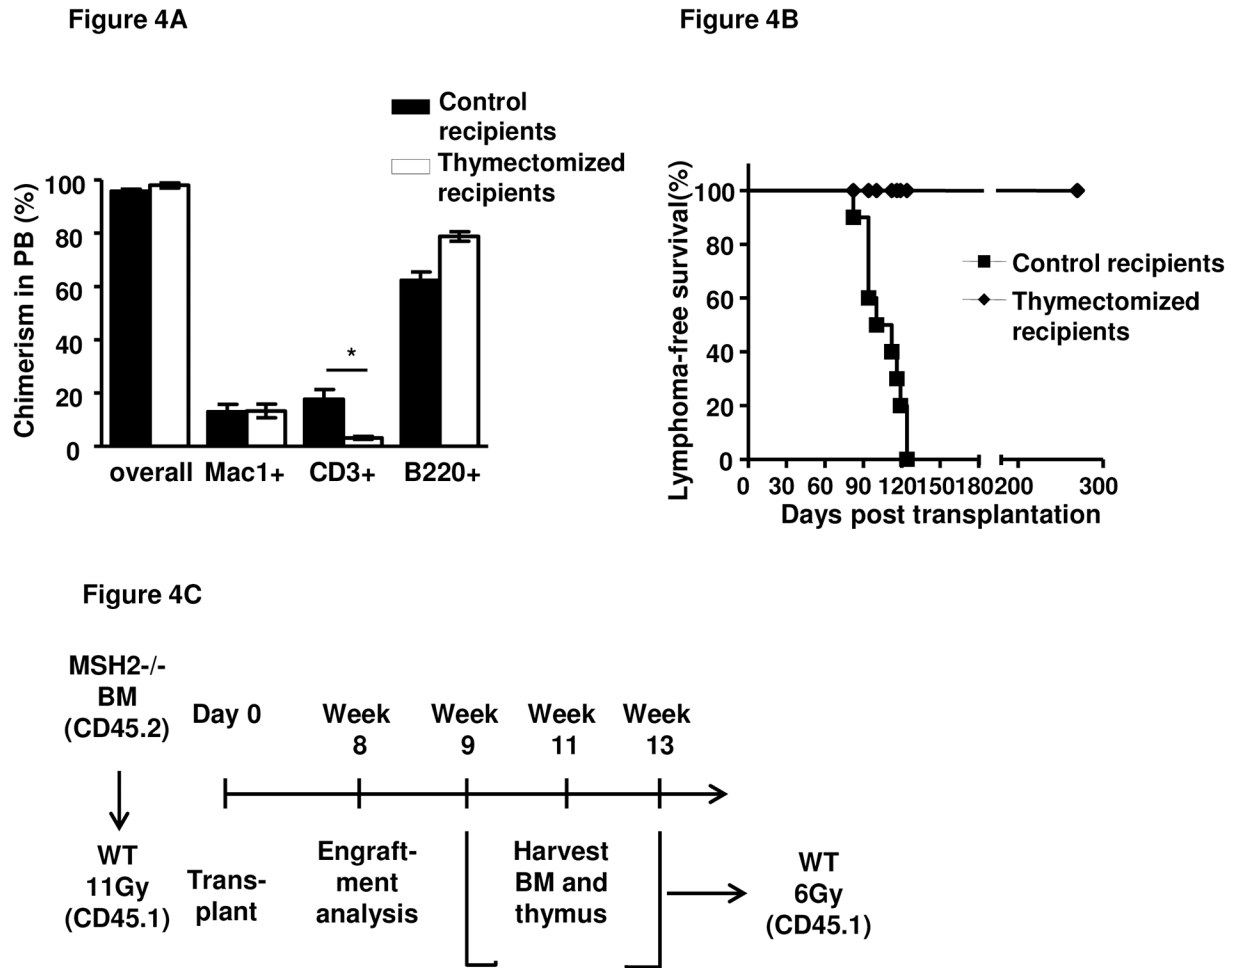 Figure 4A
Control
recipients
Thymectomized
recipients
Chimerism in PB (%)
100
80
60
40
20
0
*
overall Mac1+ CD3+ B220+
Figure 4B
Lymphoma-free survival(%)
100
80
60
40
20
0
Control recipients
Thymectomized
recipients
0 30 60 90 120 150 180 200 300
Days post transplantation
Figure 4C
MSH2-/-
BM
(CD45.2)
WT
11Gy
(CD45.1)
Day 0
Week
8
Week
9
Week
11
Week
13
Trans-
plant
Engraft-
ment
analysis
Harvest
BM and
thymus
WT
6Gy
(CD45.1)